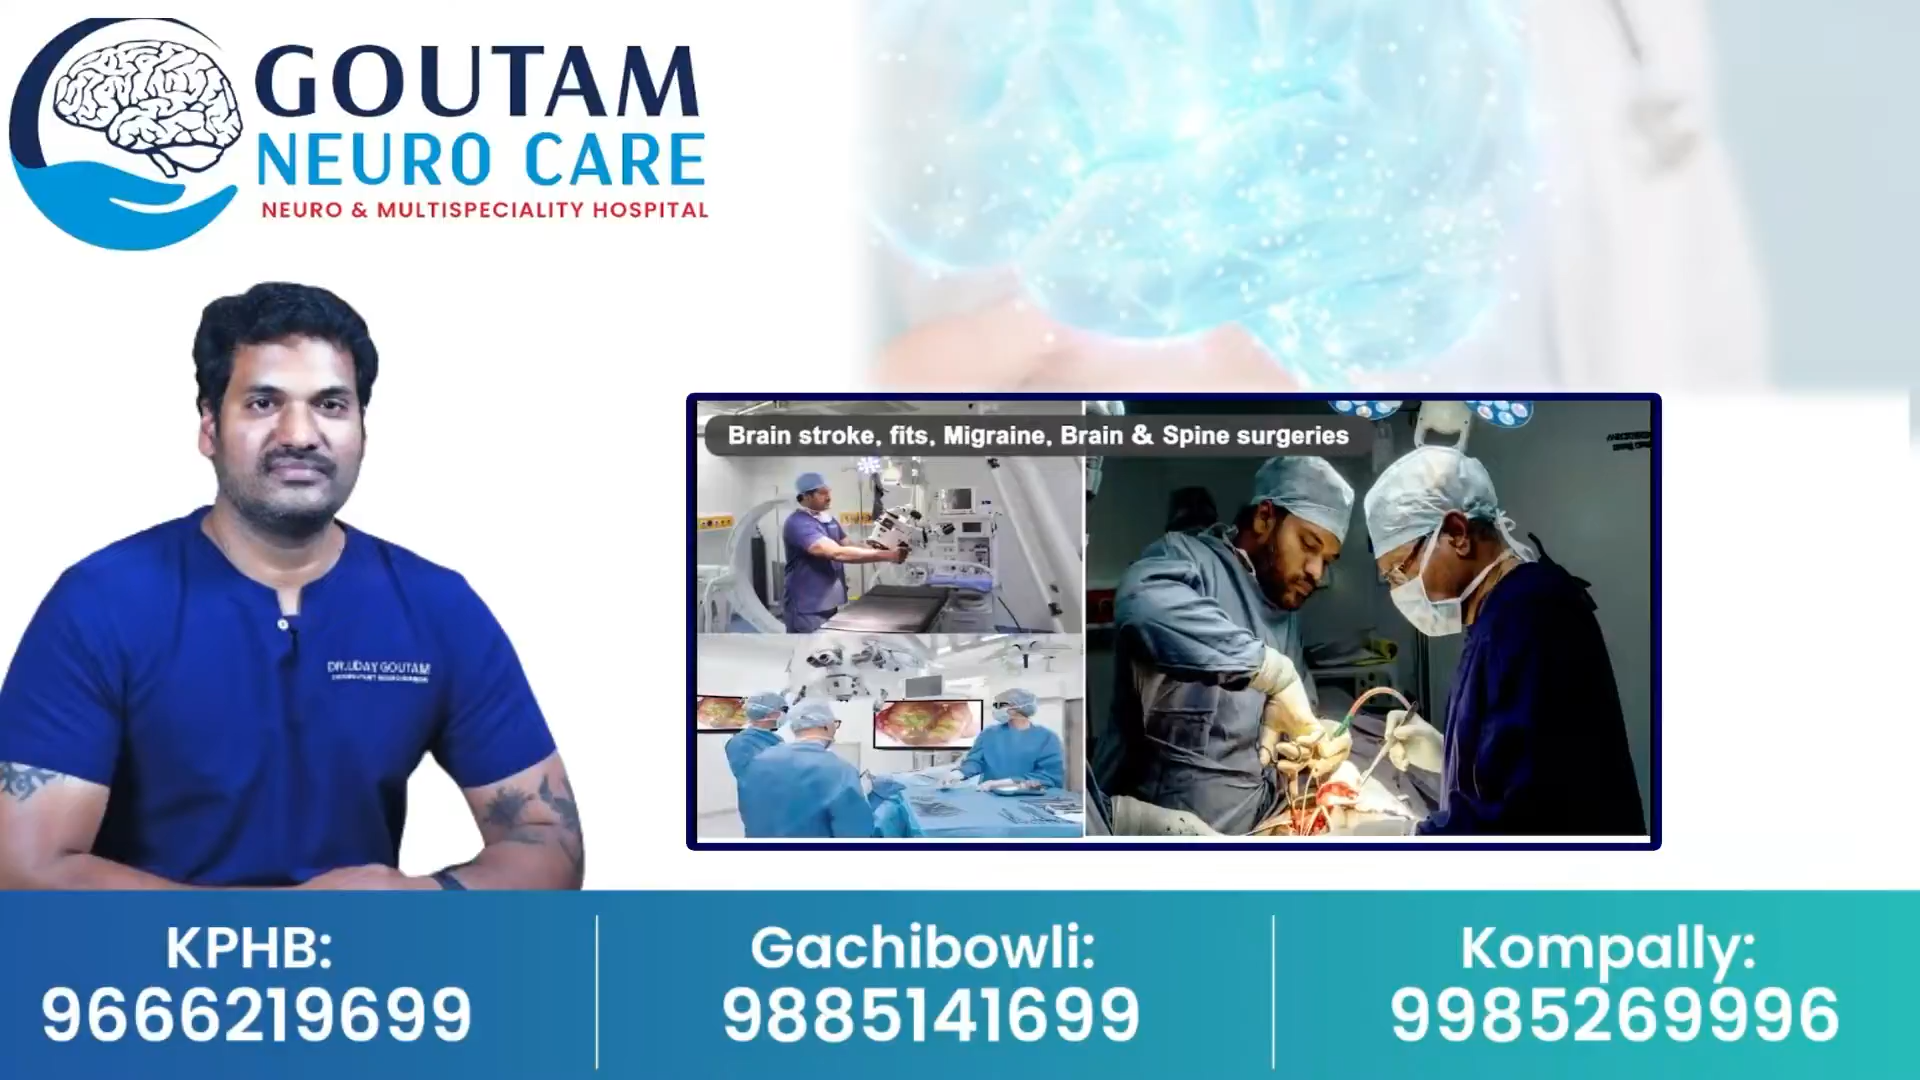 GOUTAM
NEURO CARE
NEURO & MULTISPECIALITY HOSPITAL
Brain stroke, fits, Migraine, Brain & Spine surgeries
DR.UDAY GOUTAM
KPHB:
9666219699
Gachibowli:
9885141699
Kompally:
9985269996